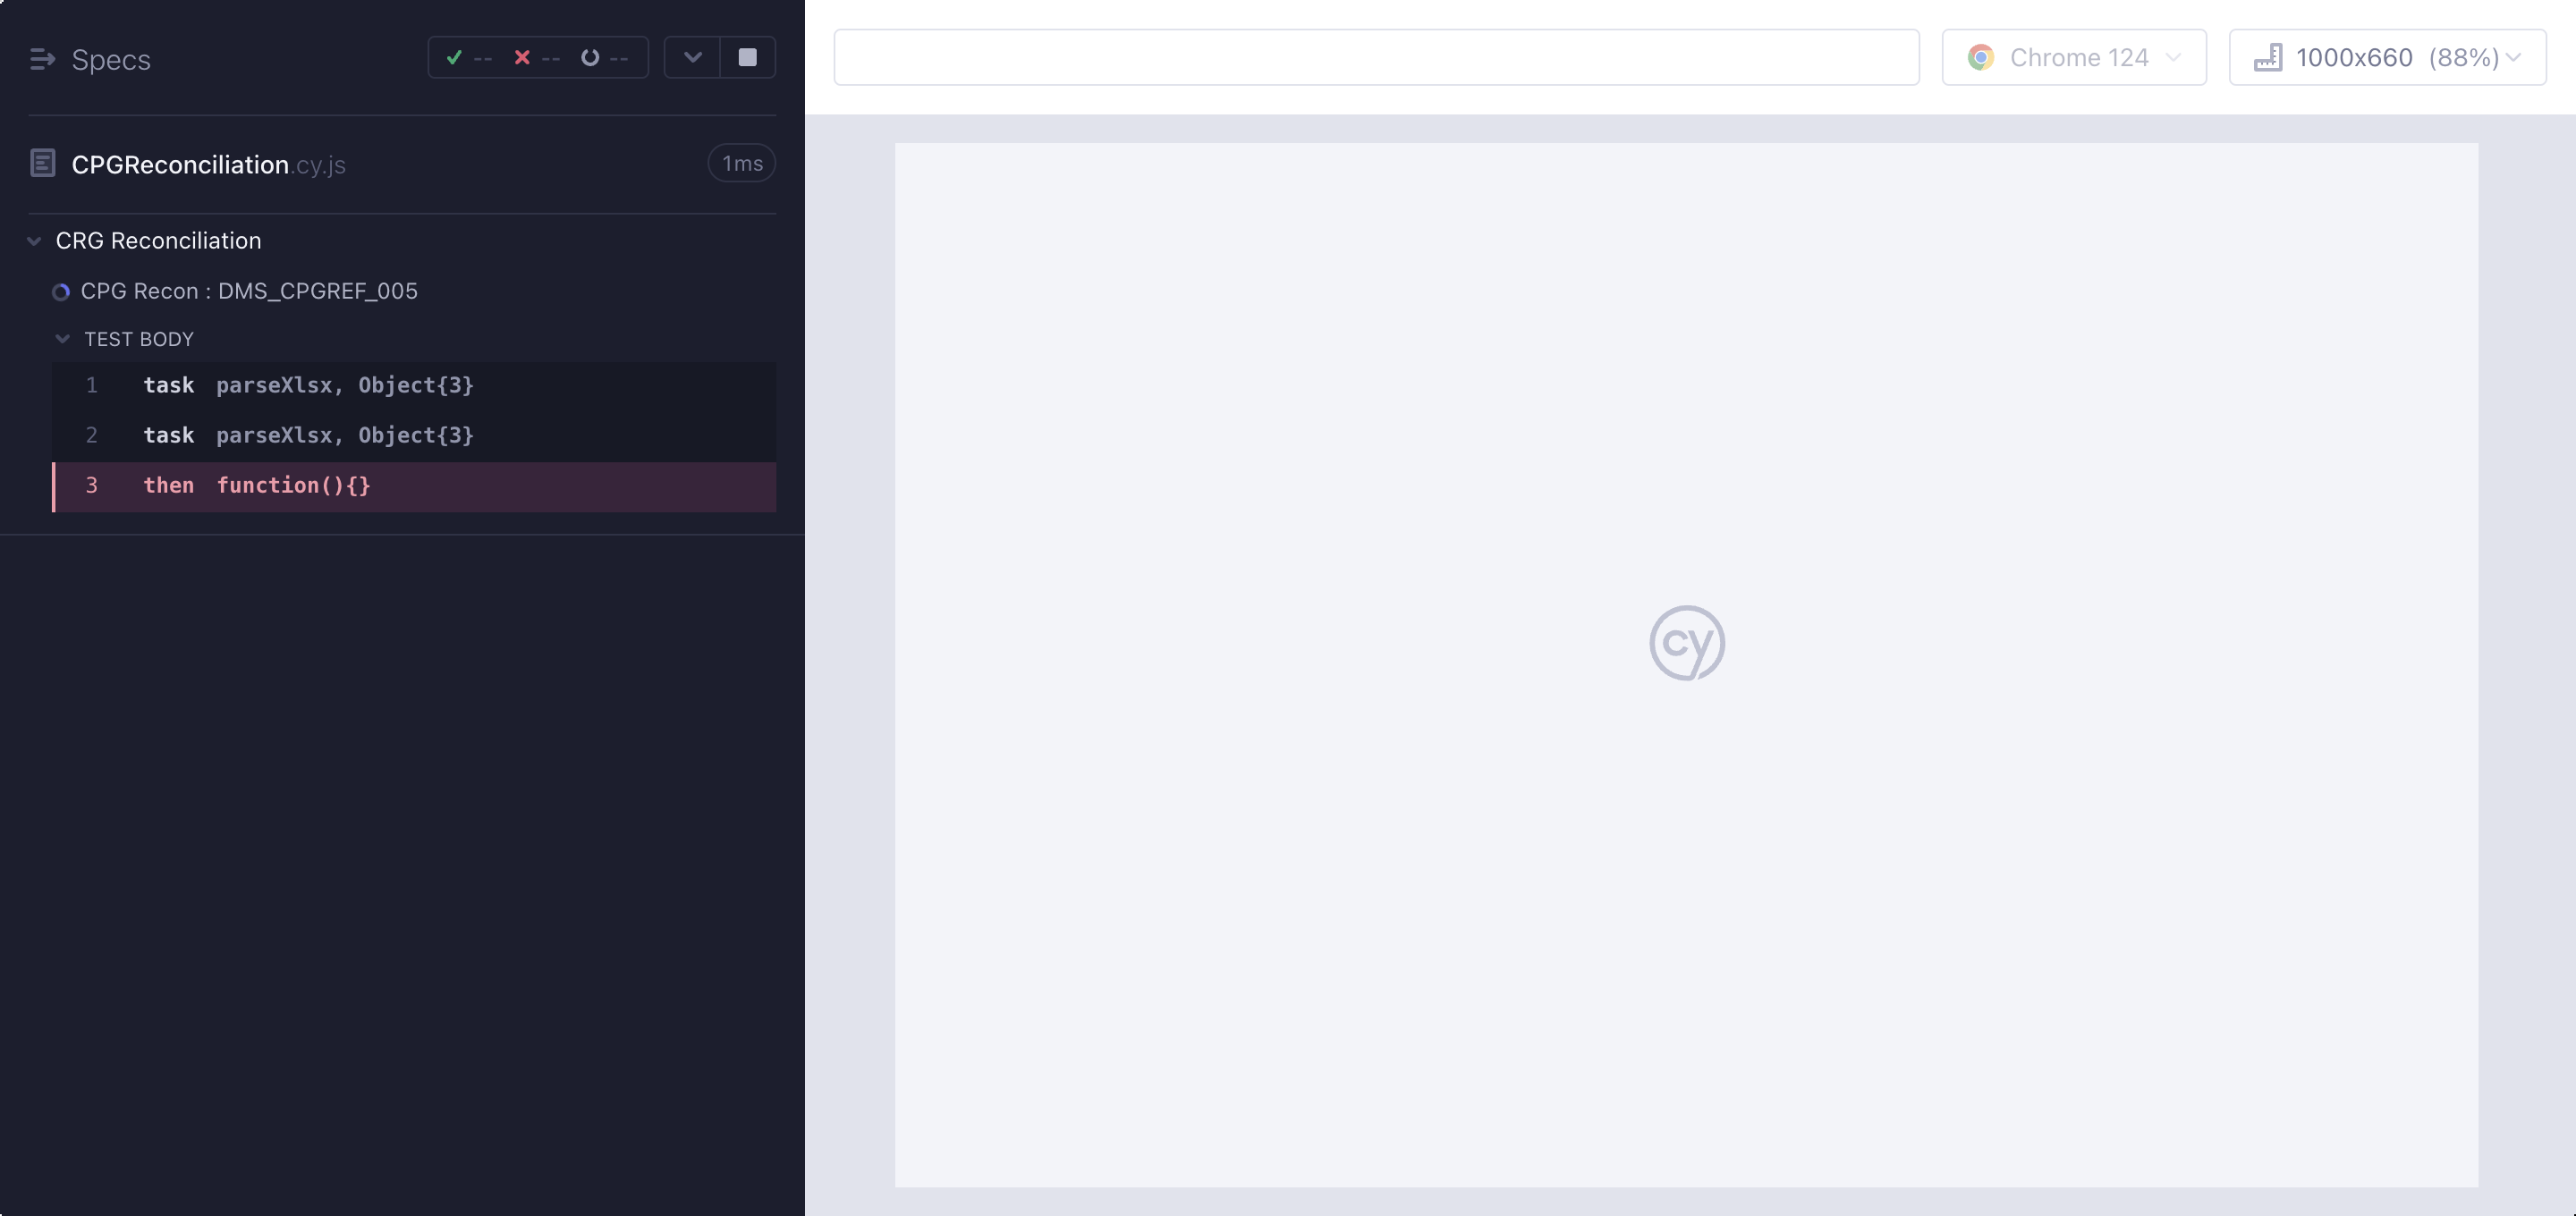 Specs
-- -- --
CPGReconciliation.cy.js
1ms
CRG Reconciliation
CPG Recon : DMS_CPGREF_005
TEST BODY
1 task parseXlsx, Object{3}
2 task parseXlsx, Object{3}
3 then function(){}
Chrome 124
1000x660 (88%)
cy